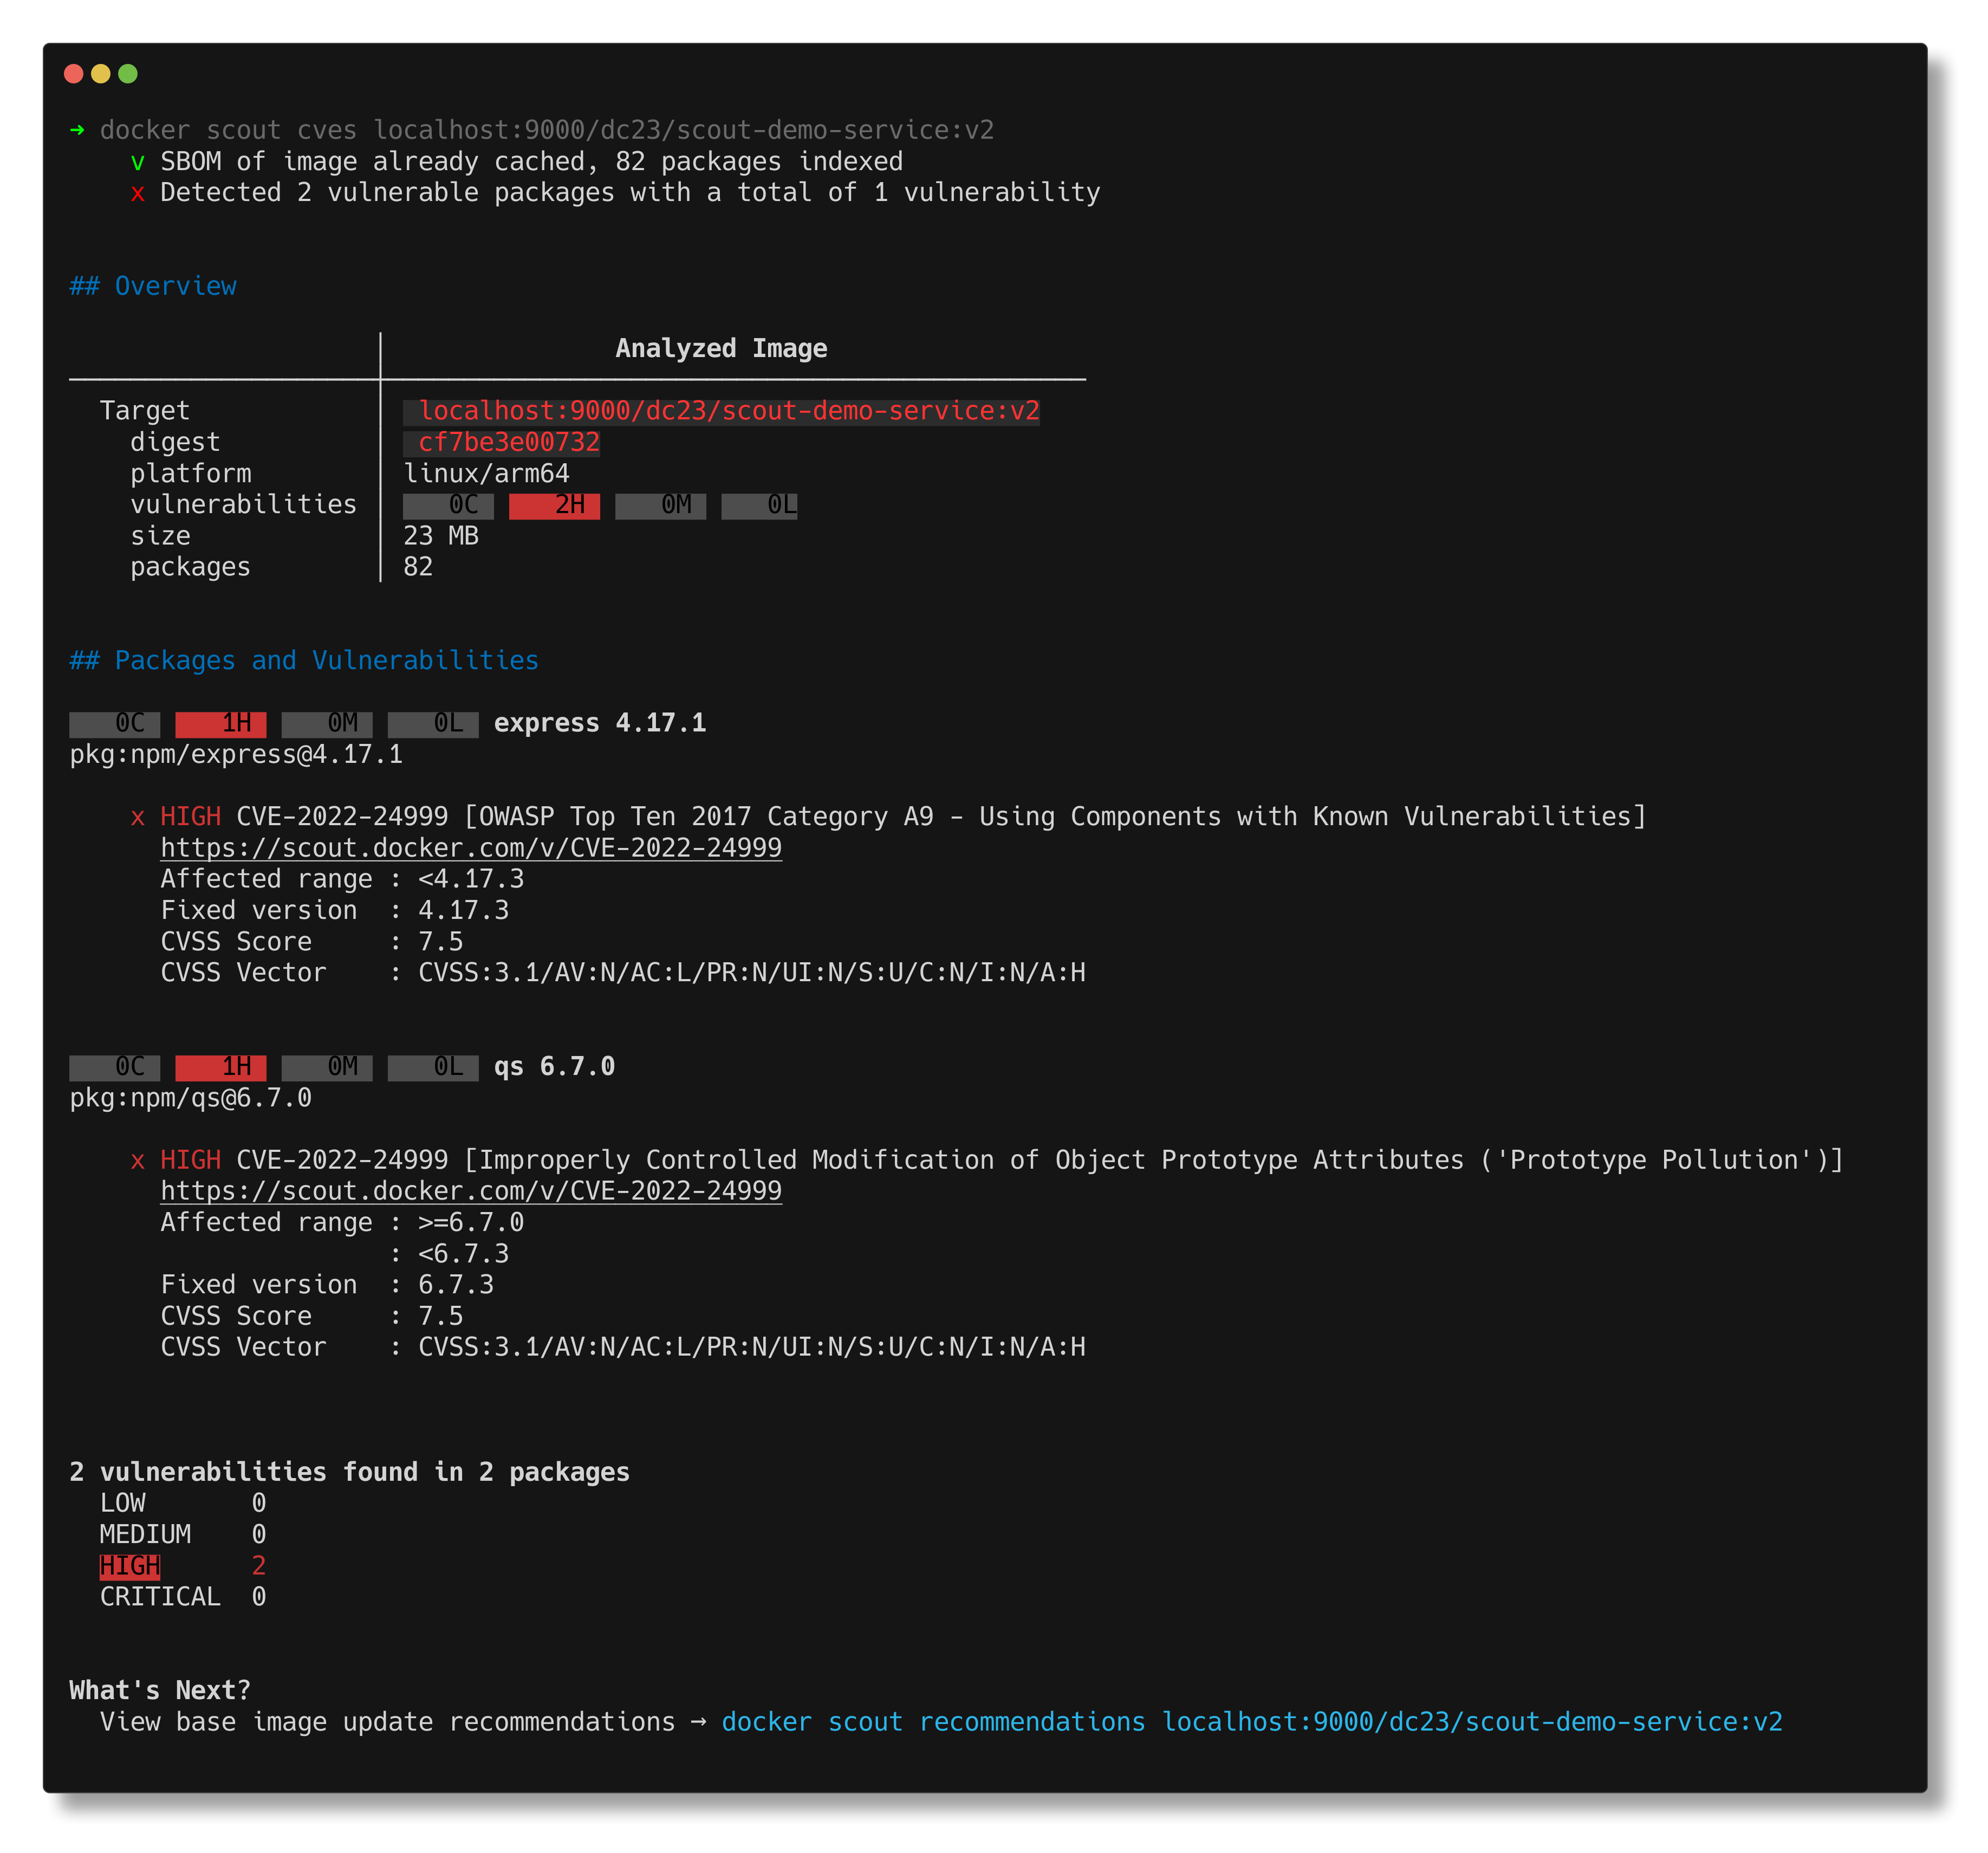 ➜ docker scout cves localhost:9000/dc23/scout-demo-service:v2
v SBOM of image already cached, 82 packages indexed
x Detected 2 vulnerable packages with a total of 1 vulnerability
## Overview
Analyzed Image
Target localhost:9000/dc23/scout-demo-service:v2
digest cf7be3e00732
platform linux/arm64
vulnerabilities 0C 2H 0M 0L
size 23 MB
packages 82
## Packages and Vulnerabilities
0C 1H 0M 0L express 4.17.1
pkg:npm/express@4.17.1
x HIGH CVE-2022-24999 [OWASP Top Ten 2017 Category A9 - Using Components with Known Vulnerabilities]
https://scout.docker.com/v/CVE-2022-24999
Affected range : <4.17.3
Fixed version : 4.17.3
CVSS Score : 7.5
CVSS Vector : CVSS:3.1/AV:N/AC:L/PR:N/UI:N/S:U/C:N/I:N/A:H
0C 1H 0M 0L qs 6.7.0
pkg:npm/qs@6.7.0
x HIGH CVE-2022-24999 [Improperly Controlled Modification of Object Prototype Attributes ('Prototype Pollution')]
https://scout.docker.com/v/CVE-2022-24999
Affected range : >=6.7.0
: <6.7.3
Fixed version : 6.7.3
CVSS Score : 7.5
CVSS Vector : CVSS:3.1/AV:N/AC:L/PR:N/UI:N/S:U/C:N/I:N/A:H
2 vulnerabilities found in 2 packages
LOW 0
MEDIUM 0
HIGH 2
CRITICAL 0
What's Next?
View base image update recommendations → docker scout recommendations localhost:9000/dc23/scout-demo-service:v2